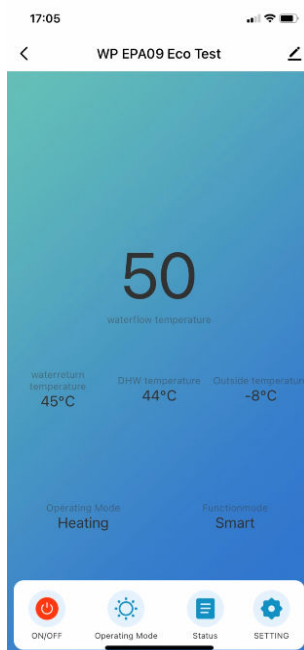 17:05
WP EPA09 Eco Test
50
waterflow temperature
waterreturn
temperature
45°C
DHW temperature
44°C
Outside temperature
-8°C
Operating Mode
Heating
Functionmode
Smart
ON/OFF
Operating Mode
Status
SETTING